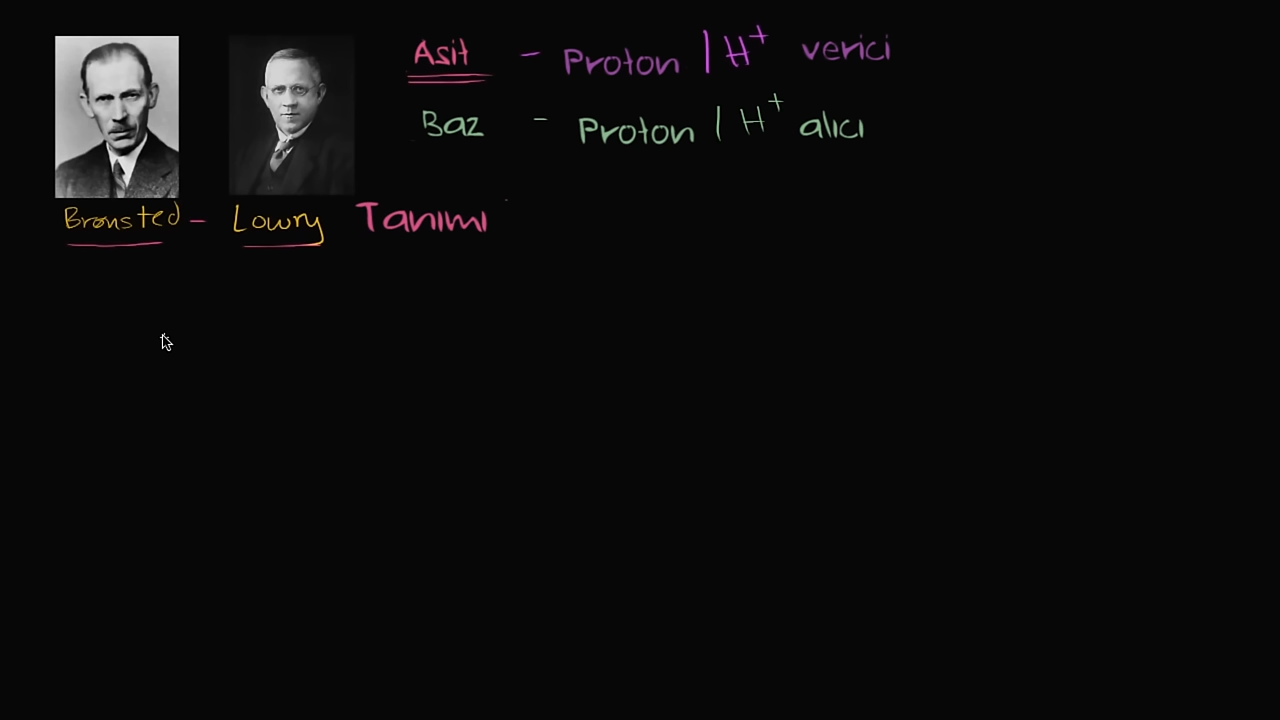 Asit - Proton / H⁺ verici
Baz - Proton / H⁺ alıcı
Brønsted - Lowry Tanımı